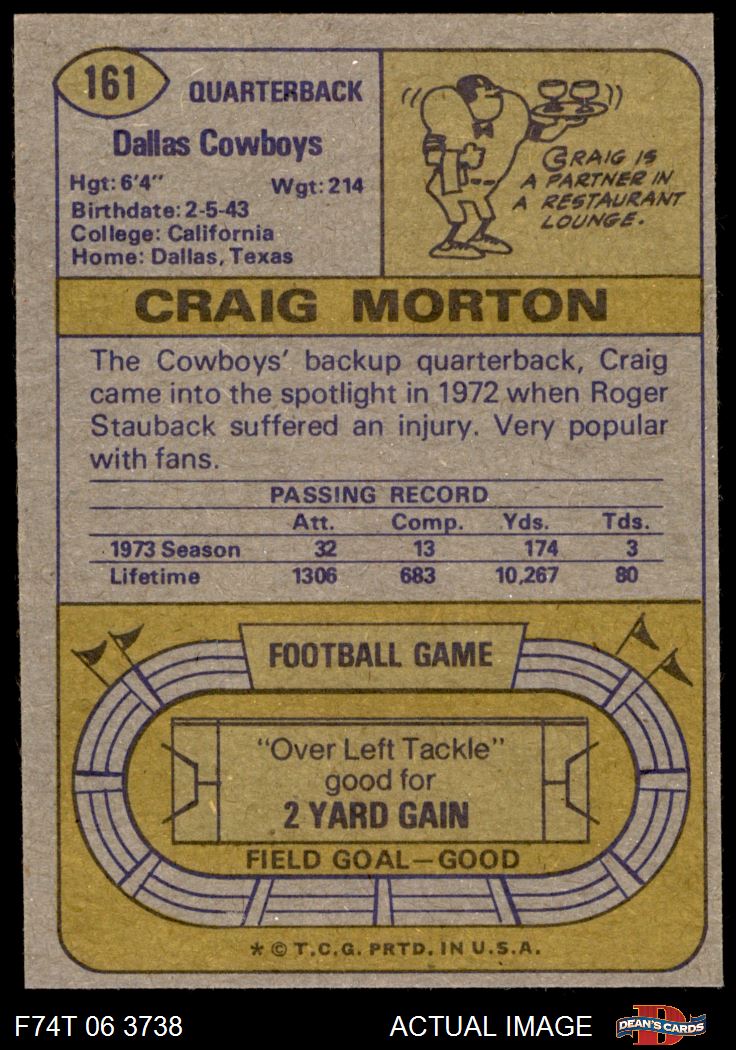 161
QUARTERBACK
Dallas Cowboys
Hgt: 6'4" Wgt: 214
Birthdate: 2-5-43
College: California
Home: Dallas, Texas
CRAIG IS
A PARTNER IN
A RESTAURANT
LOUNGE.
CRAIG MORTON
The Cowboys' backup quarterback, Craig
came into the spotlight in 1972 when Roger
Stauback suffered an injury. Very popular
with fans.
PASSING RECORD
Att. Comp. Yds. Tds.
1973 Season 32 13 174 3
Lifetime 1306 683 10,267 80
FOOTBALL GAME
"Over Left Tackle"
good for
2 YARD GAIN
FIELD GOAL—GOOD
* © T.C.G. PRTD. IN U.S.A.
F74T 06 3738 ACTUAL IMAGE
D
DEAN'S CARDS